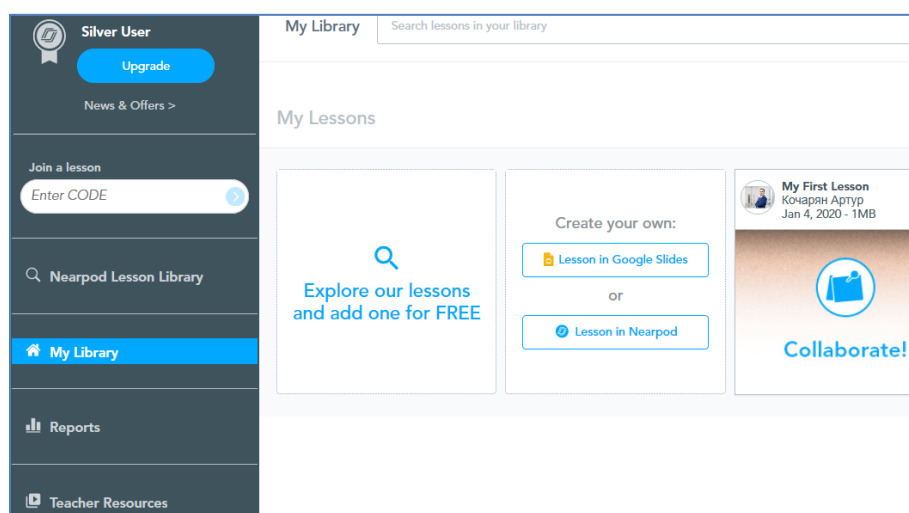 Silver User
Upgrade
News & Offers >
Join a lesson
Enter CODE
Nearpod Lesson Library
My Library
Reports
Teacher Resources
My Library
Search lessons in your library
My Lessons
Explore our lessons
and add one for FREE
Create your own:
Lesson in Google Slides
or
Lesson in Nearpod
My First Lesson
Кочарян Артур
Jan 4, 2020 - 1MB
Collaborate!